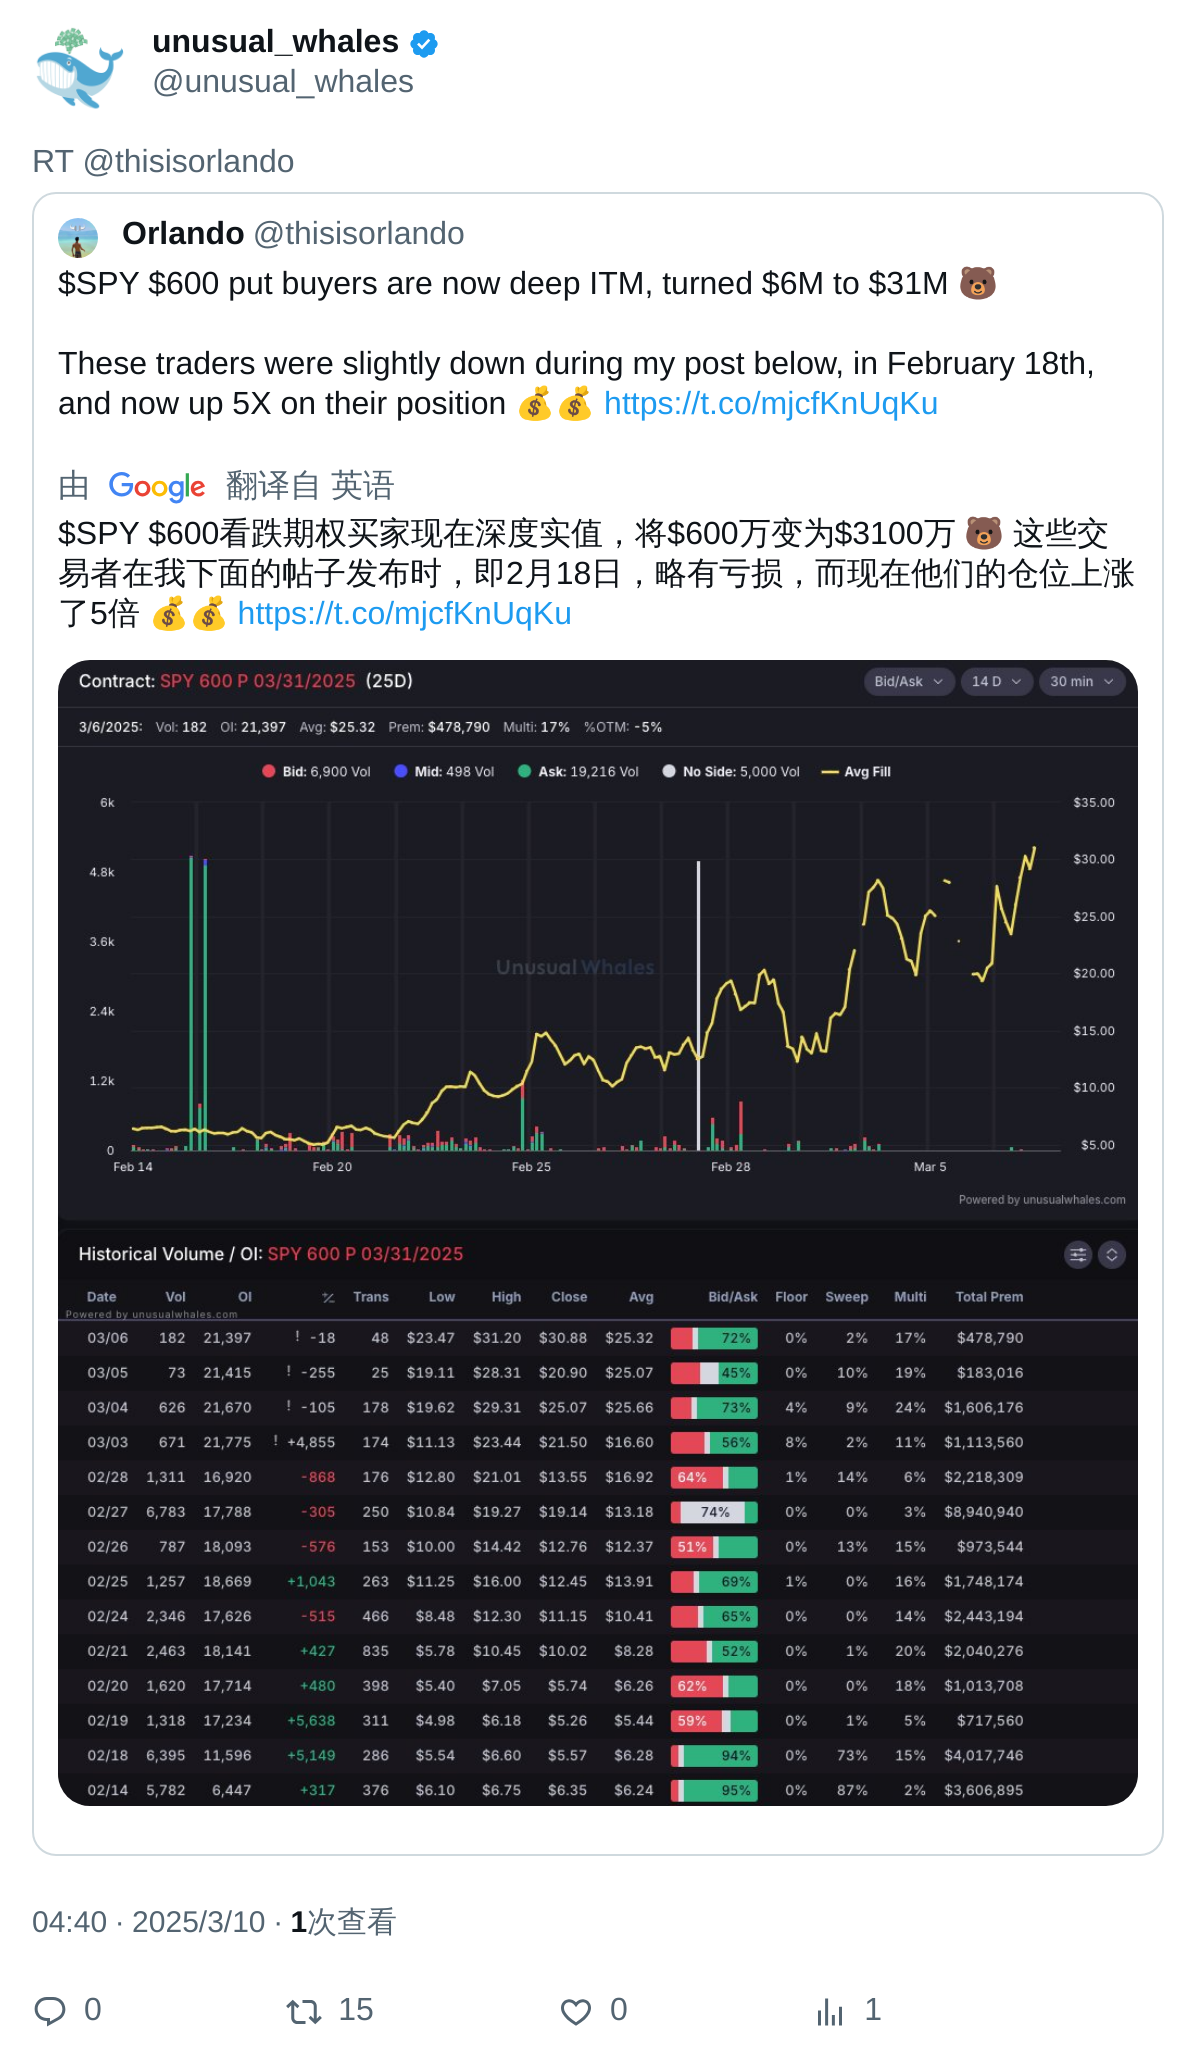 unusual_whales
@unusual_whales
RT @thisisorlando
Orlando @thisisorlando
$SPY $600 put buyers are now deep ITM, turned $6M to $31M 🐻
These traders were slightly down during my post below, in February 18th,
and now up 5X on their position 💰💰 https://t.co/mjcfKnUqKu
由 Google 翻译自 英语
$SPY $600看跌期权买家现在深度实值，将$600万变为$3100万 🐻 这些交
易者在我下面的帖子发布时，即2月18日，略有亏损，而现在他们的仓位上涨
了5倍 💰💰 https://t.co/mjcfKnUqKu
Contract: SPY 600 P 03/31/2025 (25D) Bid/Ask 14 D 30 min
3/6/2025: Vol: 182 OI: 21,397 Avg: $25.32 Prem: $478,790 Multi: 17% %OTM: -5%
Bid: 6,900 Vol Mid: 498 Vol Ask: 19,216 Vol No Side: 5,000 Vol Avg Fill
6k $35.00
4.8k $30.00
3.6k $25.00
Unusual Whales
$20.00
2.4k $15.00
1.2k $10.00
0 $5.00
Feb 14 Feb 20 Feb 25 Feb 28 Mar 5
Powered by unusualwhales.com
Historical Volume / OI: SPY 600 P 03/31/2025
Date Vol OI ⁒ Trans Low High Close Avg Bid/Ask Floor Sweep Multi Total Prem
Powered by unusualwhales.com
03/06 182 21,397 ! -18 48 $23.47 $31.20 $30.88 $25.32 72% 0% 2% 17% $478,790
03/05 73 21,415 ! -255 25 $19.11 $28.31 $20.90 $25.07 45% 0% 10% 19% $183,016
03/04 626 21,670 ! -105 178 $19.62 $29.31 $25.07 $25.66 73% 4% 9% 24% $1,606,176
03/03 671 21,775 ! +4,855 174 $11.13 $23.44 $21.50 $16.60 56% 8% 2% 11% $1,113,560
02/28 1,311 16,920 -868 176 $12.80 $21.01 $13.55 $16.92 64% 1% 14% 6% $2,218,309
02/27 6,783 17,788 -305 250 $10.84 $19.27 $19.14 $13.18 74% 0% 0% 3% $8,940,940
02/26 787 18,093 -576 153 $10.00 $14.42 $12.76 $12.37 51% 0% 13% 15% $973,544
02/25 1,257 18,669 +1,043 263 $11.25 $16.00 $12.45 $13.91 69% 1% 0% 16% $1,748,174
02/24 2,346 17,626 -515 466 $8.48 $12.30 $11.15 $10.41 65% 0% 0% 14% $2,443,194
02/21 2,463 18,141 +427 835 $5.78 $10.45 $10.02 $8.28 52% 0% 1% 20% $2,040,276
02/20 1,620 17,714 +480 398 $5.40 $7.05 $5.74 $6.26 62% 0% 0% 18% $1,013,708
02/19 1,318 17,234 +5,638 311 $4.98 $6.18 $5.26 $5.44 59% 0% 1% 5% $717,560
02/18 6,395 11,596 +5,149 286 $5.54 $6.60 $5.57 $6.28 94% 0% 73% 15% $4,017,746
02/14 5,782 6,447 +317 376 $6.10 $6.75 $6.35 $6.24 95% 0% 87% 2% $3,606,895
04:40 · 2025/3/10 · 1次查看
0 15 0 1